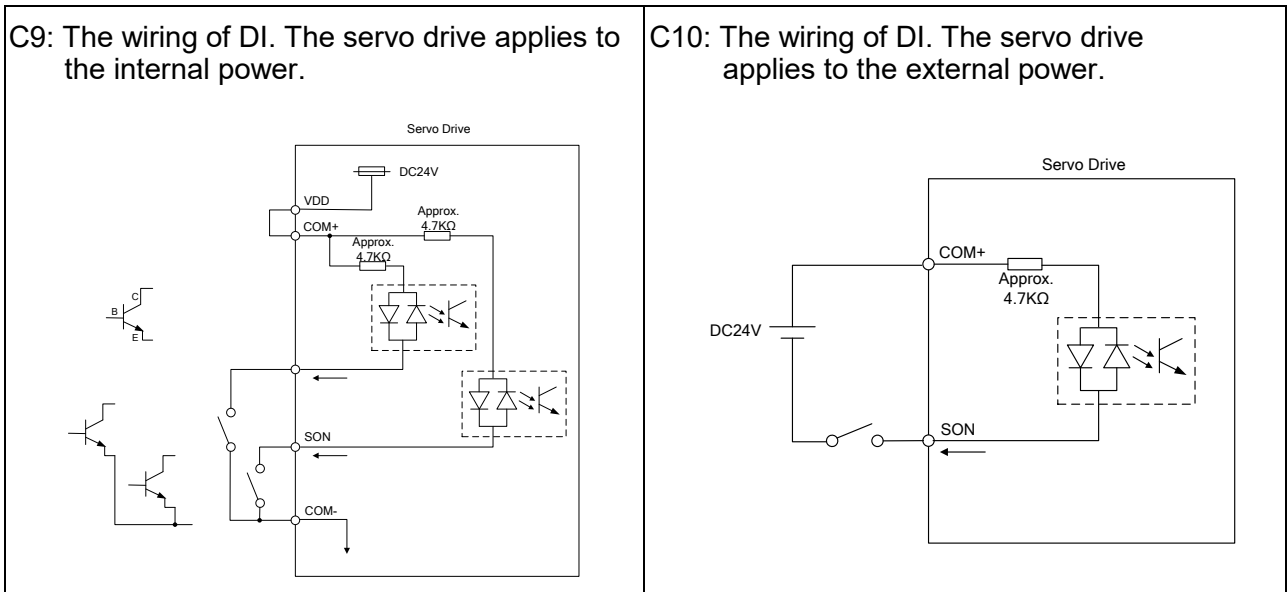 C9: The wiring of DI. The servo drive applies to
the internal power.
Servo Drive
DC24V
VDD
COM+
Approx.
4.7KΩ
Approx.
4.7KΩ
C
B
E
SON
COM-
C10: The wiring of DI. The servo drive
applies to the external power.
Servo Drive
COM+
Approx.
4.7KΩ
DC24V
SON